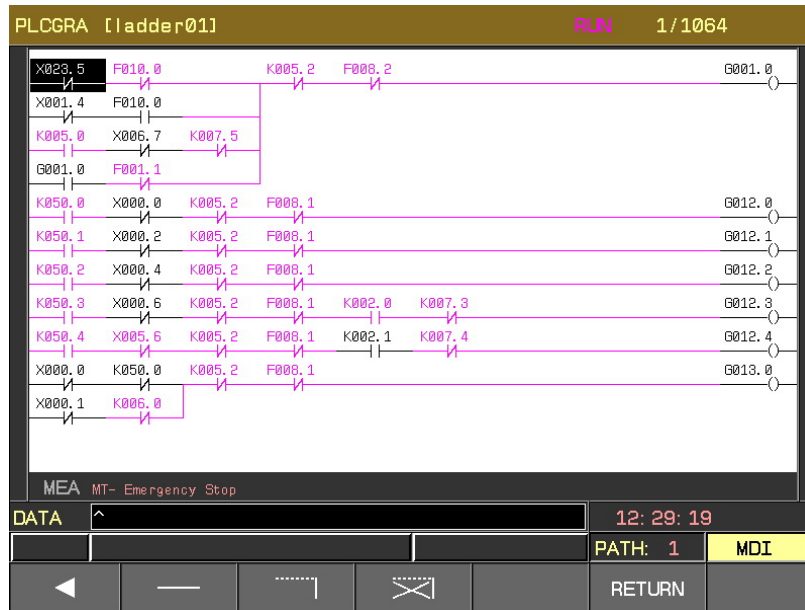 PLCGRA [ladder01] RUN 1/1064
X023.5 F010.0 K005.2 F008.2 G001.0
X001.4 F010.0
K005.0 X006.7 K007.5
G001.0 F001.1
K050.0 X000.0 K005.2 F008.1 G012.0
K050.1 X000.2 K005.2 F008.1 G012.1
K050.2 X000.4 K005.2 F008.1 G012.2
K050.3 X000.6 K005.2 F008.1 K002.0 K007.3 G012.3
K050.4 X005.6 K005.2 F008.1 K002.1 K007.4 G012.4
X000.0 K050.0 K005.2 F008.1 G013.0
X000.1 K006.0
MEA MT- Emergency Stop
DATA ^ 12: 29: 19
PATH: 1 MDI
RETURN